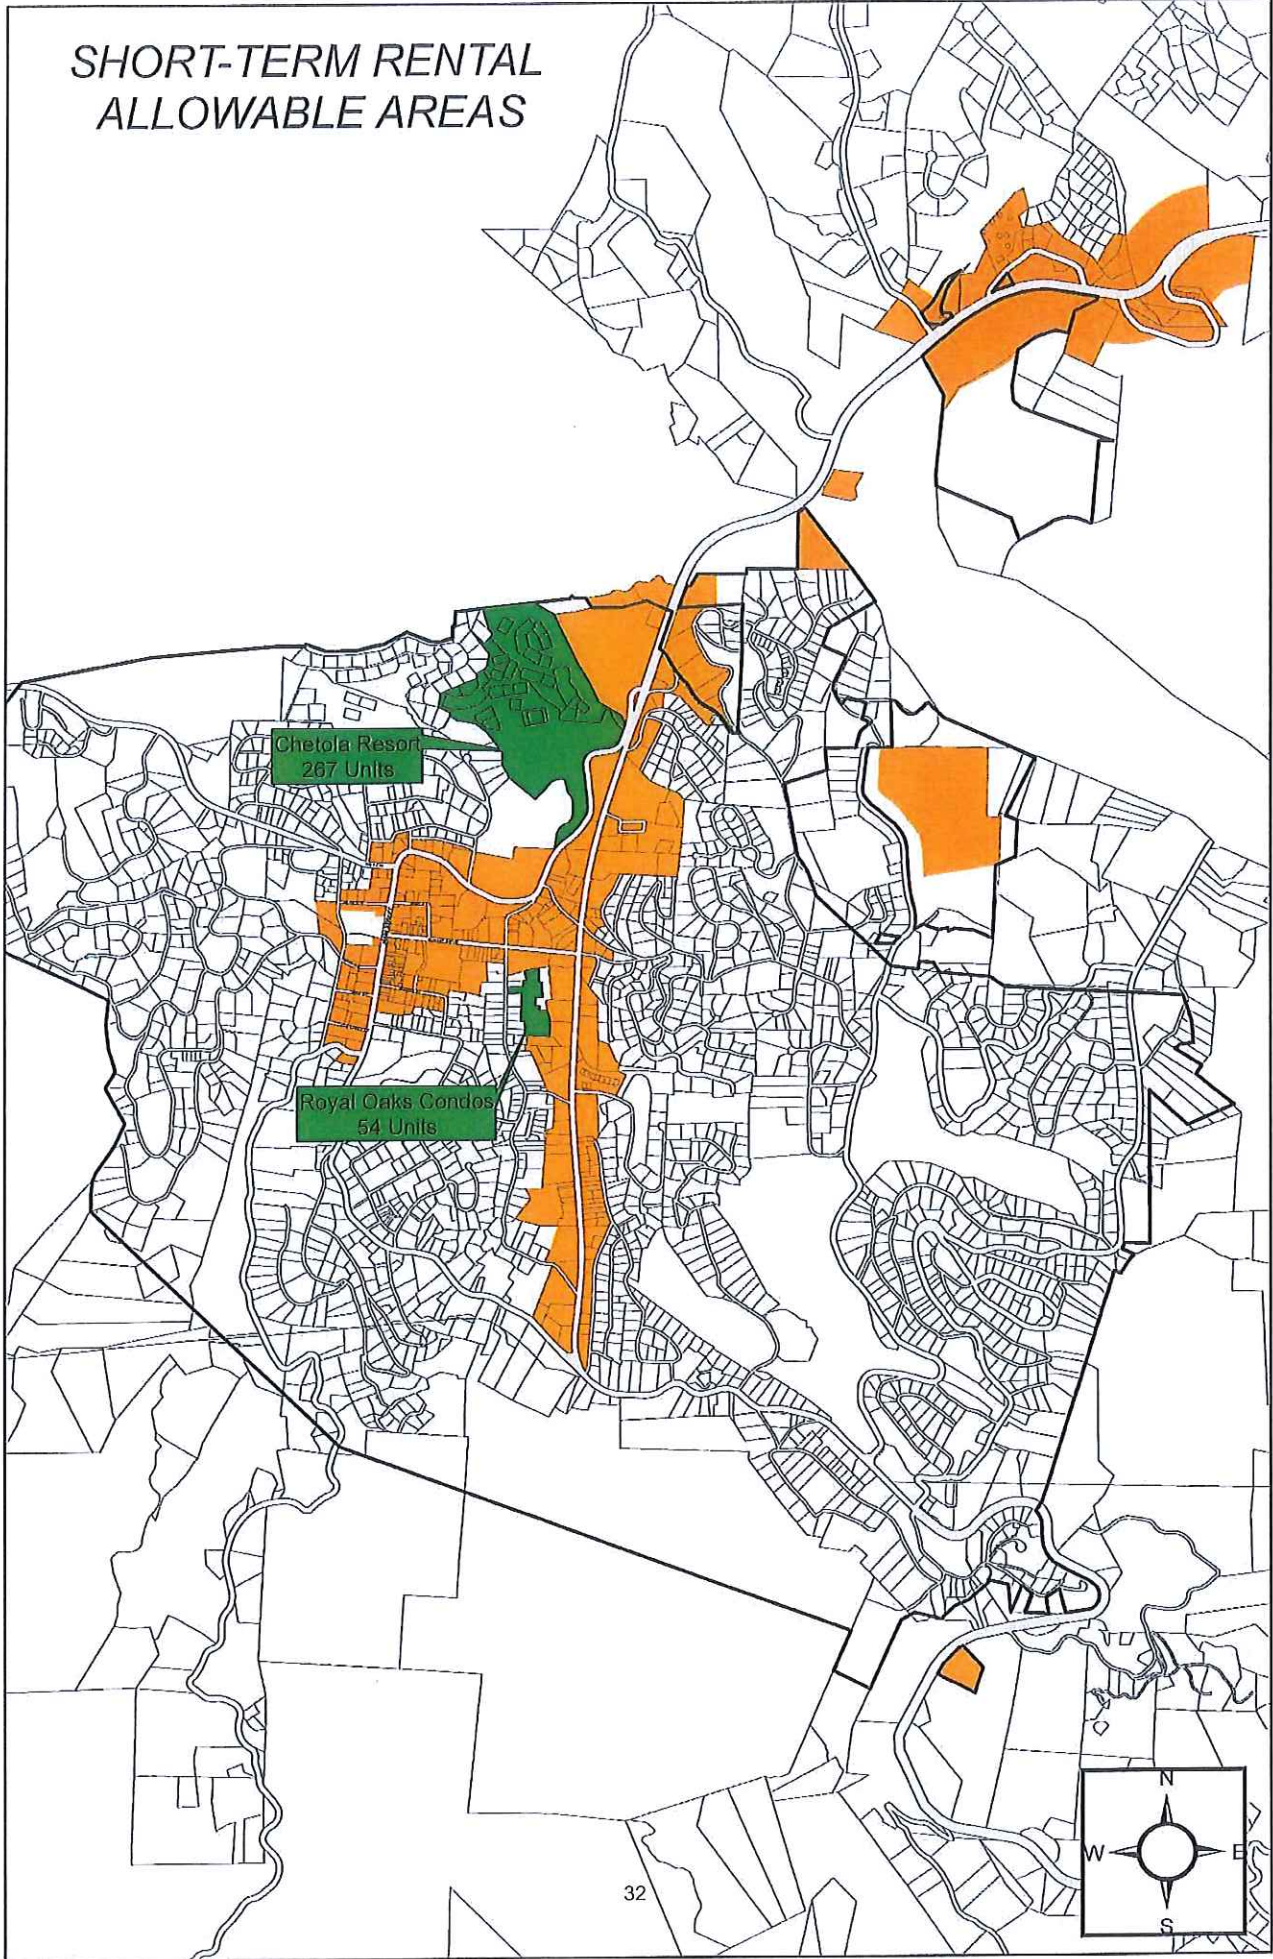 SHORT-TERM RENTAL
ALLOWABLE AREAS
Chetola Resort
267 Units
Royal Oaks Condos
54 Units
N
W
E
S
32